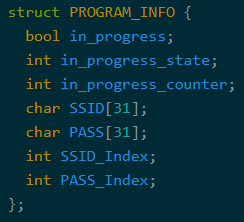 struct PROGRAM_INFO {
  bool in_progress;
  int in_progress_state;
  int in_progress_counter;
  char SSID[31];
  char PASS[31];
  int SSID_Index;
  int PASS_Index;
};